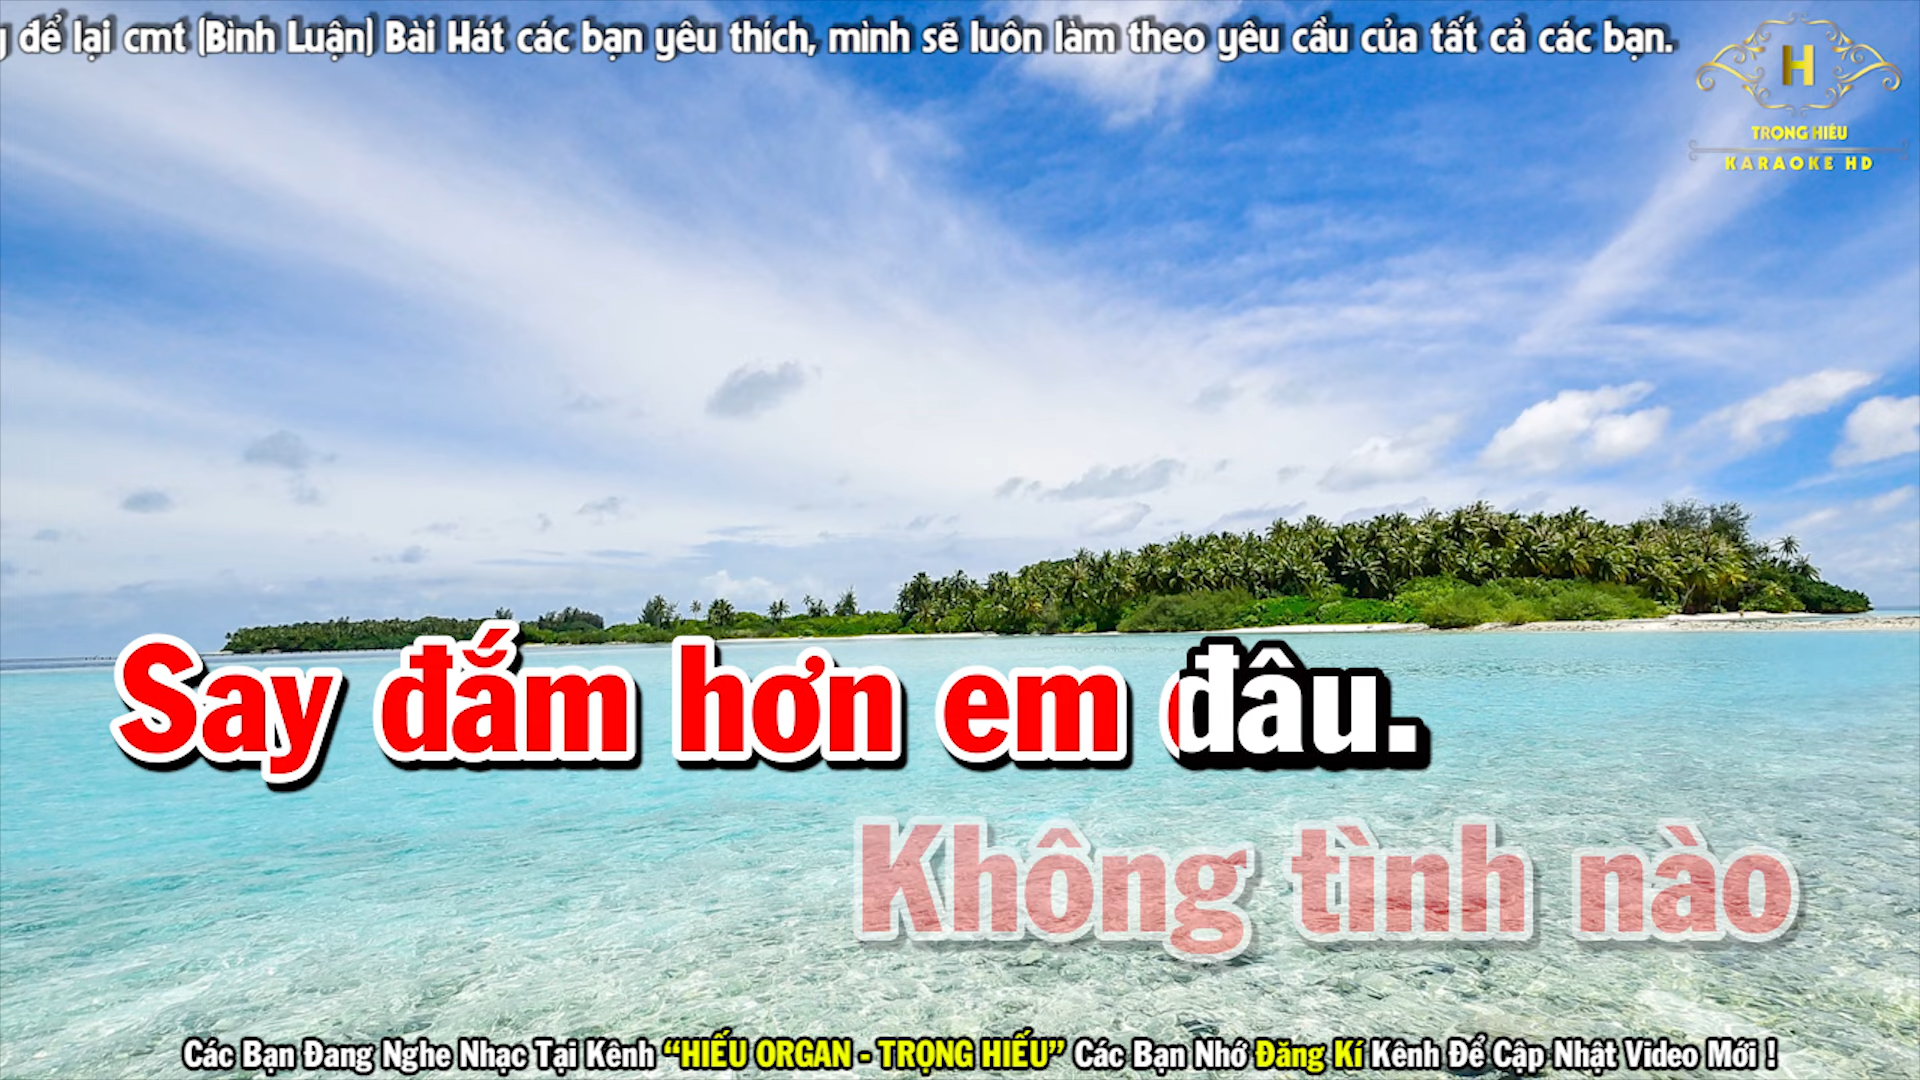 để lại cmt (Bình Luận) Bài Hát các bạn yêu thích, mình sẽ luôn làm theo yêu cầu của tất cả các bạn.
H
TRỌNG HIẾU
KARAOKE HD
Say đắm hơn em đâu.
Không tình nào
Các Bạn Đang Nghe Nhạc Tại Kênh “HIẾU ORGAN - TRỌNG HIẾU” Các Bạn Nhớ Đăng Kí Kênh Để Cập Nhật Video Mới !